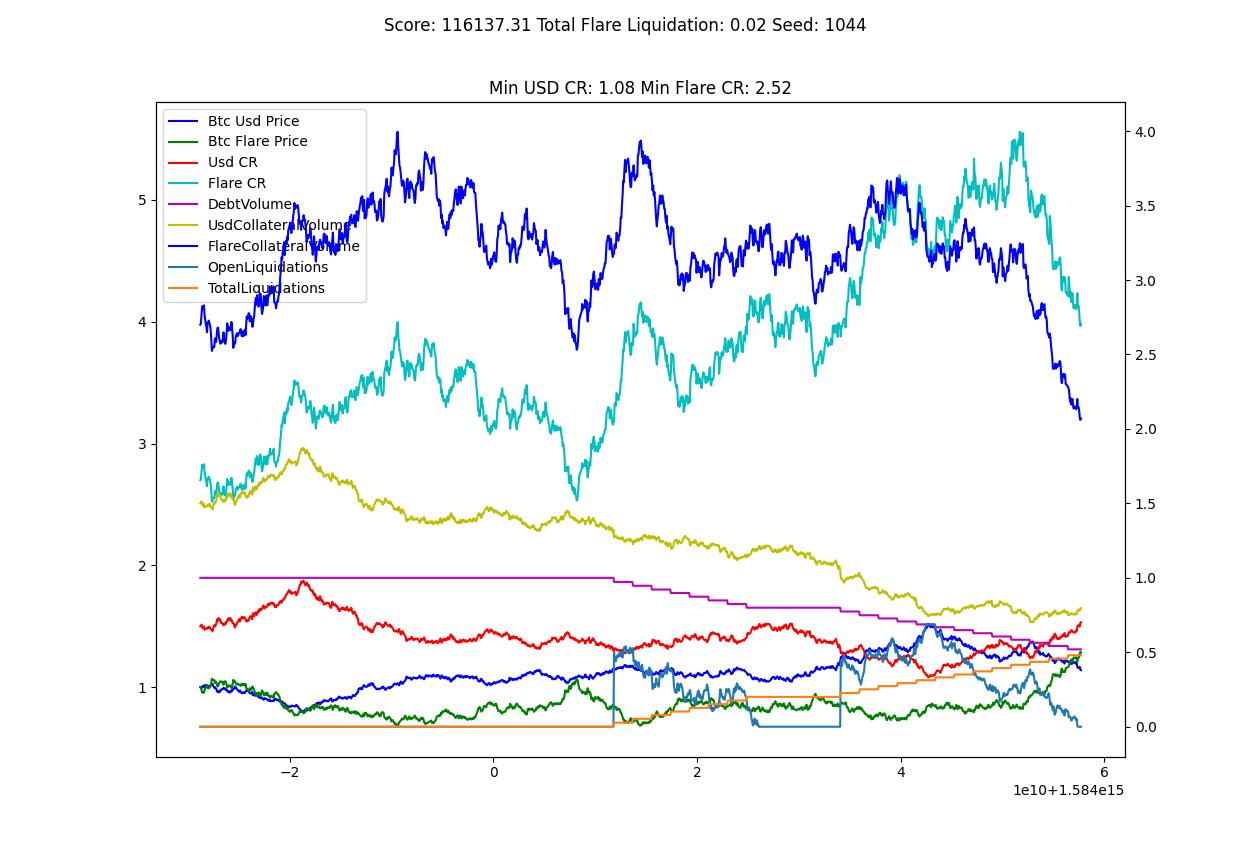 Score: 116137.31 Total Flare Liquidation: 0.02 Seed: 1044
Min USD CR: 1.08 Min Flare CR: 2.52
Btc Usd Price
Btc Flare Price
Usd CR
Flare CR
DebtVolume
UsdCollateralVolume
FlareCollateralVolume
OpenLiquidations
TotalLiquidations
5
4
3
2
1
4.0
3.5
3.0
2.5
2.0
1.5
1.0
0.5
0.0
−2 0 2 4 6
1e10+1.584e15